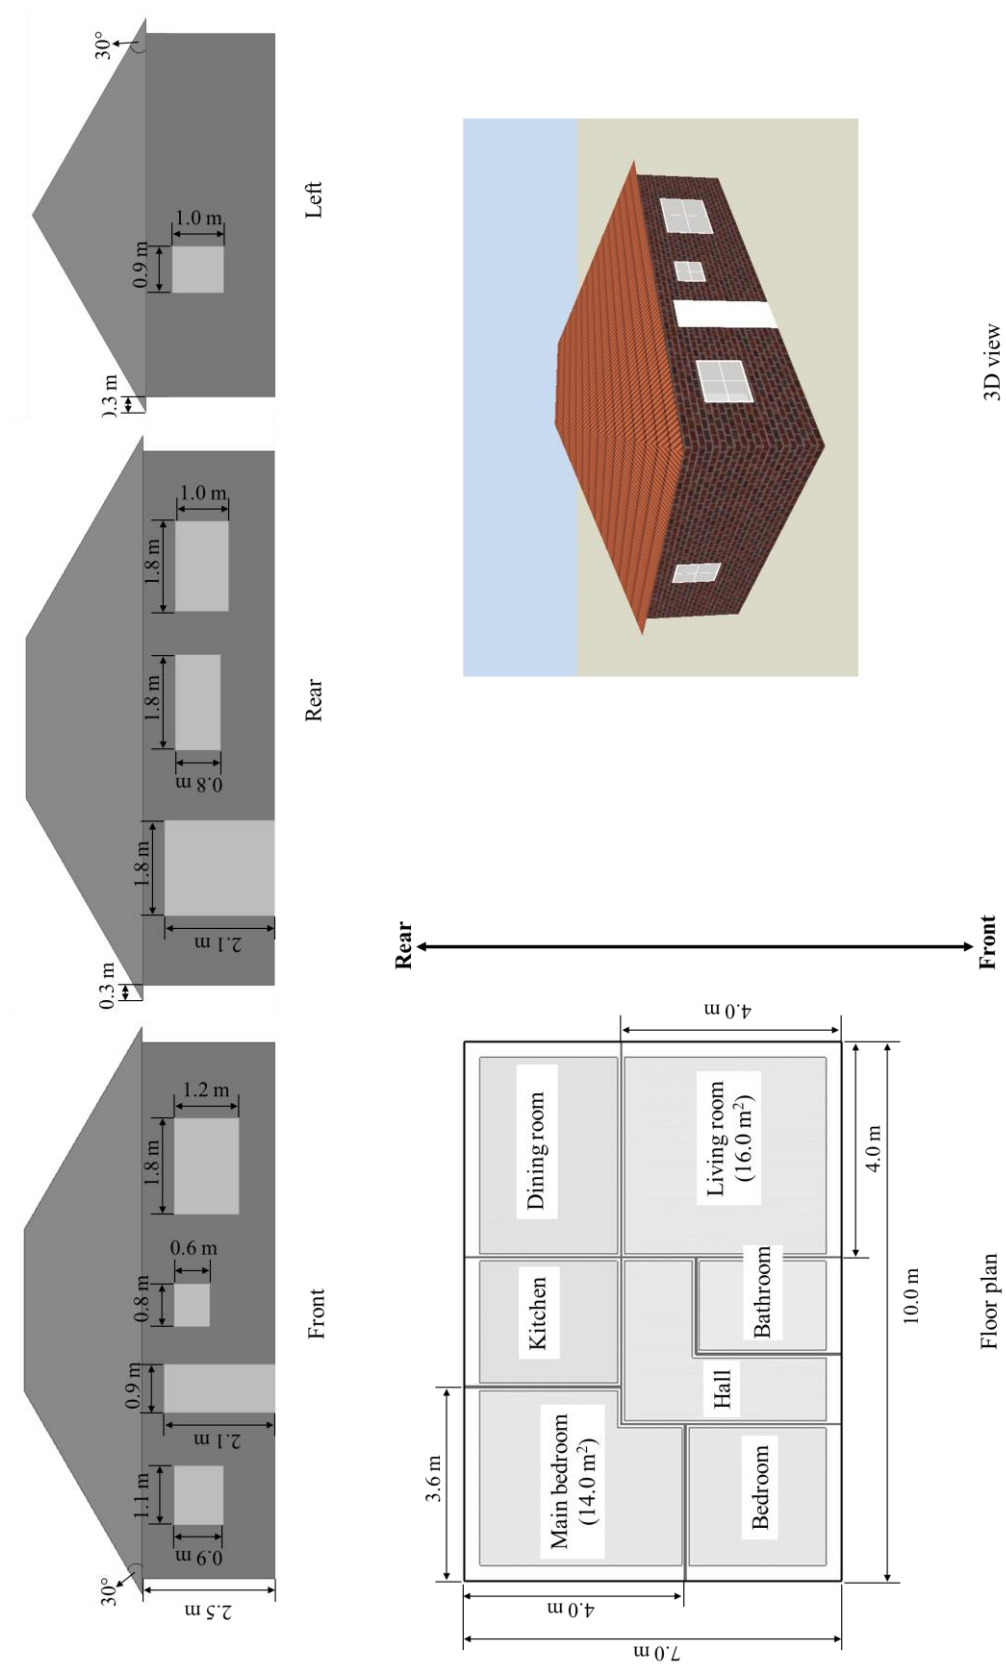 30°
2.5 m
1.1 m
0.9 m
0.9 m
2.1 m
0.8 m
0.6 m
1.8 m
1.2 m
Front
0.3 m
1.8 m
2.1 m
1.8 m
0.8 m
1.8 m
1.0 m
Rear
0.3 m
0.9 m
1.0 m
30°
Left
3.6 m
4.0 m
7.0 m
Main bedroom
(14.0 m²)
Kitchen
Dining room
Bedroom
Hall
Bathroom
Living room
(16.0 m²)
4.0 m
4.0 m
10.0 m
Floor plan
Rear
Front
3D view